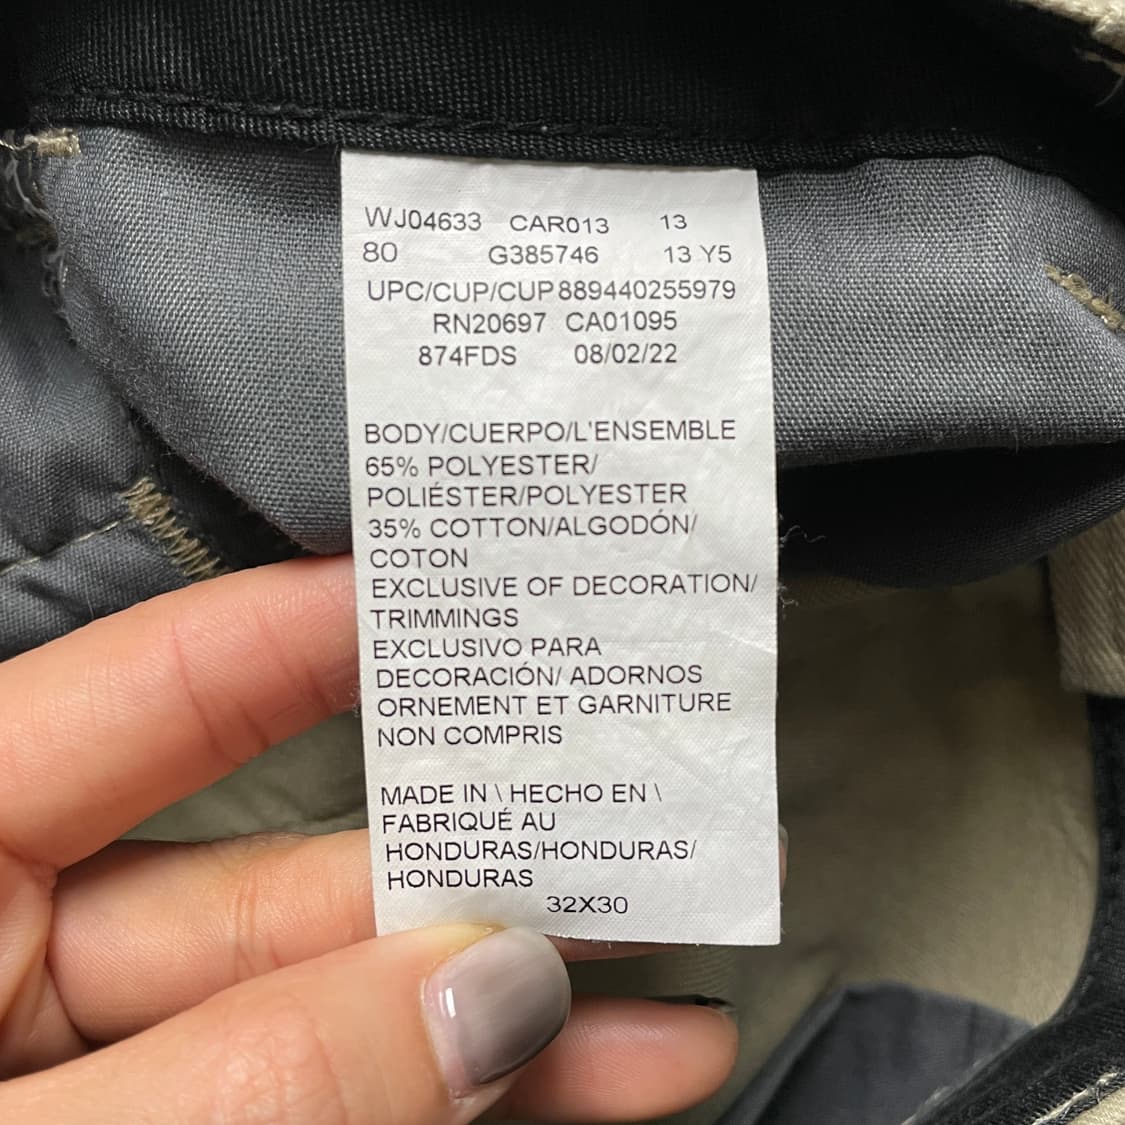 WJ04633 CAR013 13
80 G385746 13 Y5
UPC/CUP/CUP 889440255979
RN20697 CA01095
874FDS 08/02/22
BODY/CUERPO/L'ENSEMBLE
65% POLYESTER/
POLIÉSTER/POLYESTER
35% COTTON/ALGODÓN/
COTON
EXCLUSIVE OF DECORATION/
TRIMMINGS
EXCLUSIVO PARA
DECORACIÓN/ ADORNOS
ORNEMENT ET GARNITURE
NON COMPRIS
MADE IN \ HECHO EN \
FABRIQUÉ AU
HONDURAS/HONDURAS/
HONDURAS
32X30